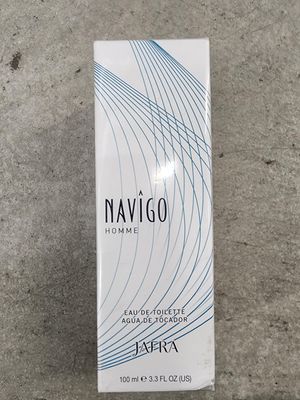 NAVÎGO
HOMME
EAU DE TOILETTE
AGUA DE TOCADOR
JAFRA
100 ml ℮ 3.3 FL OZ (US)